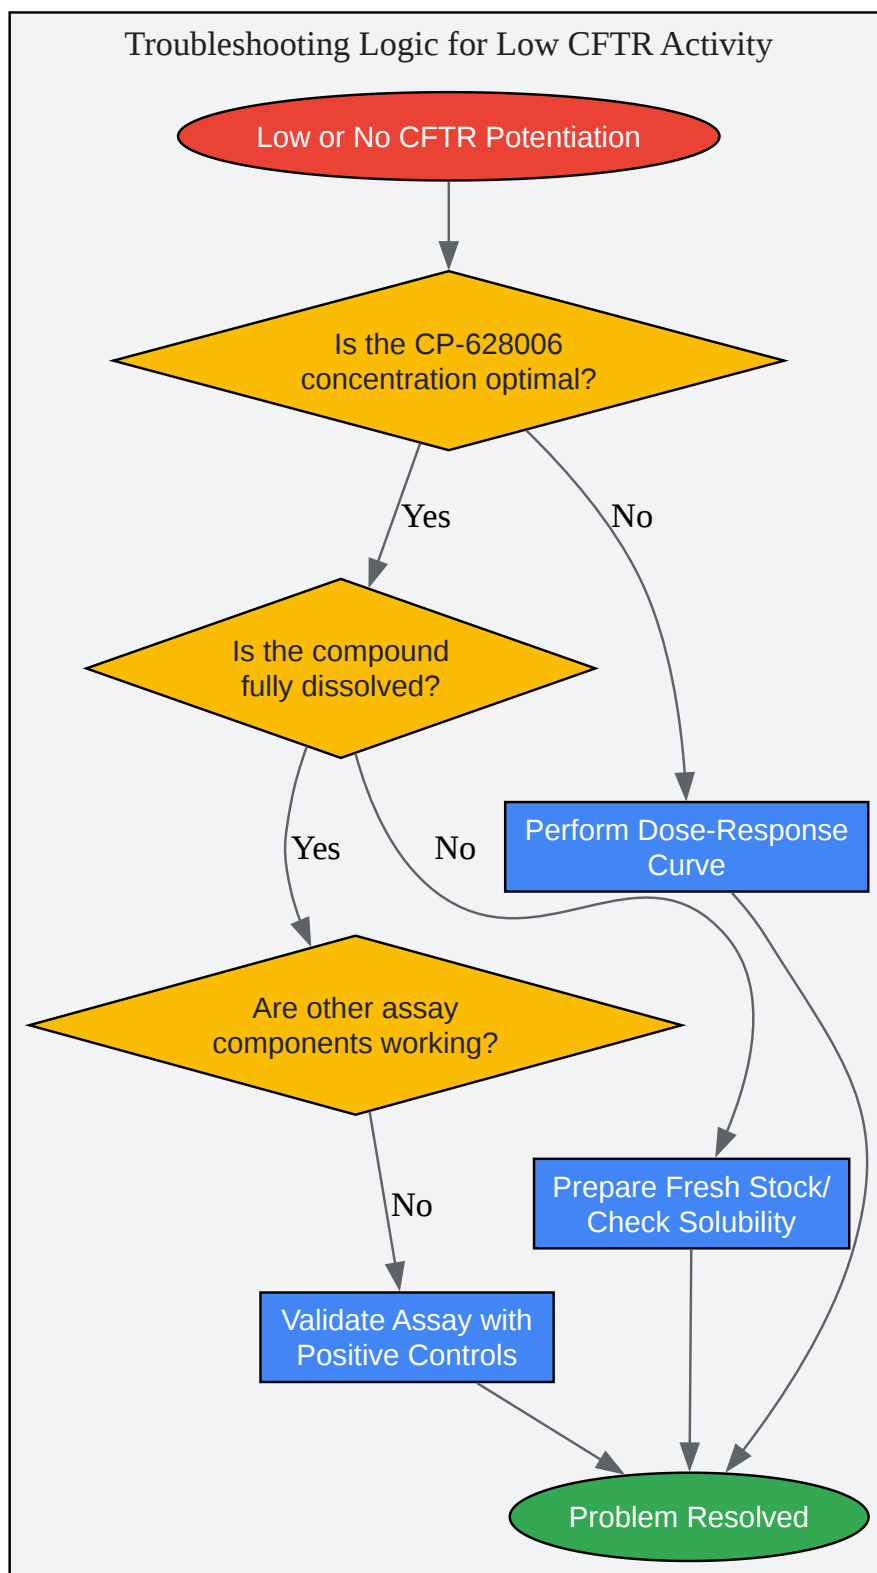 Troubleshooting Logic for Low CFTR Activity
Low or No CFTR Potentiation
Is the CP-628006
concentration optimal?
Yes
No
Is the compound
fully dissolved?
Perform Dose-Response
Curve
Yes
No
Are other assay
components working?
Prepare Fresh Stock/
Check Solubility
No
Validate Assay with
Positive Controls
Problem Resolved